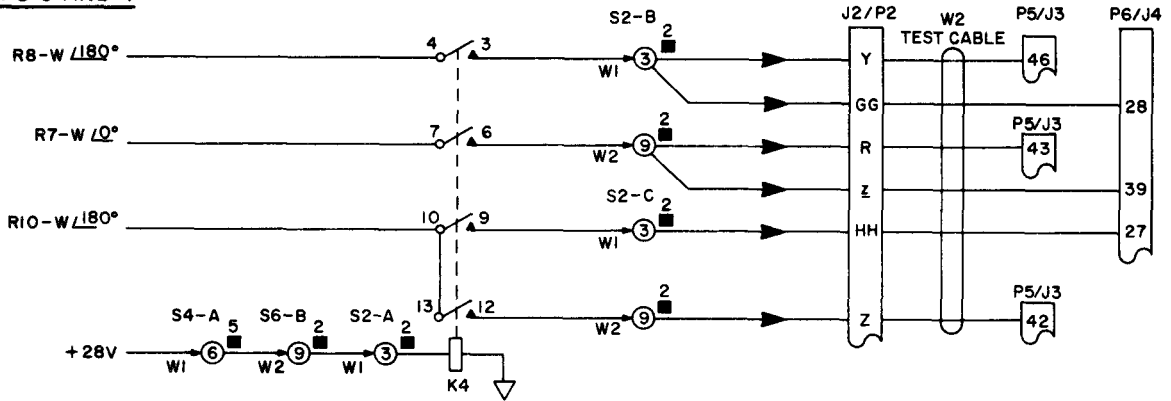 S2-B
J2/P2
W2
TEST CABLE
P5/J3
P6/J4
R8-W ∠180°
4
3
W1
3
2
Y
46
GG
28
R7-W ∠0°
7
6
W2
9
2
R
P5/J3
43
z
39
R10-W ∠180°
10
9
W1
S2-C
3
2
HH
27
13
12
W2
9
2
Z
P5/J3
42
+28V
W1
S4-A
6
5
W2
S6-B
9
2
W1
S2-A
3
2
K4